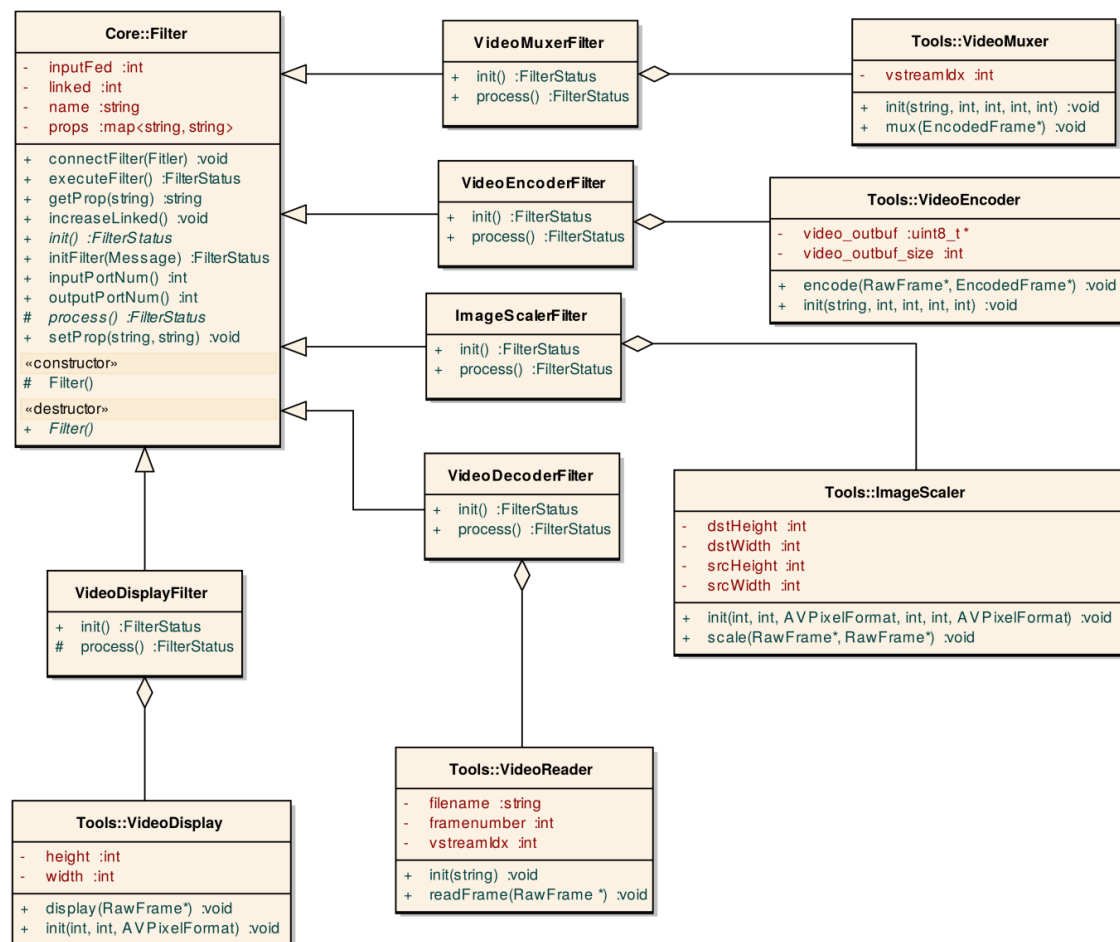 Core::Filter
- inputFed :int
- linked :int
- name :string
- props :map<string, string>
+ connectFilter(Fitler) :void
+ executeFilter() :FilterStatus
+ getProp(string) :string
+ increaseLinked() :void
+ init() :FilterStatus
+ initFilter(Message) :FilterStatus
+ inputPortNum() :int
+ outputPortNum() :int
# process() :FilterStatus
+ setProp(string, string) :void
«constructor»
# Filter()
«destructor»
+ Filter()
VideoMuxerFilter
+ init() :FilterStatus
+ process() :FilterStatus
Tools::VideoMuxer
- vstreamIdx :int
+ init(string, int, int, int, int) :void
+ mux(EncodedFrame*) :void
VideoEncoderFilter
+ init() :FilterStatus
+ process() :FilterStatus
Tools::VideoEncoder
- video_outbuf :uint8_t*
- video_outbuf_size :int
+ encode(RawFrame*, EncodedFrame*) :void
+ init(string, int, int, int, int) :void
ImageScalerFilter
+ init() :FilterStatus
+ process() :FilterStatus
VideoDecoderFilter
+ init() :FilterStatus
+ process() :FilterStatus
Tools::ImageScaler
- dstHeight :int
- dstWidth :int
- srcHeight :int
- srcWidth :int
+ init(int, int, AVPixelFormat, int, int, AVPixelFormat) :void
+ scale(RawFrame*, RawFrame*) :void
VideoDisplayFilter
+ init() :FilterStatus
# process() :FilterStatus
Tools::VideoReader
- filename :string
- framenumber :int
- vstreamIdx :int
+ init(string) :void
+ readFrame(RawFrame *) :void
Tools::VideoDisplay
- height :int
- width :int
+ display(RawFrame*) :void
+ init(int, int, AVPixelFormat) :void